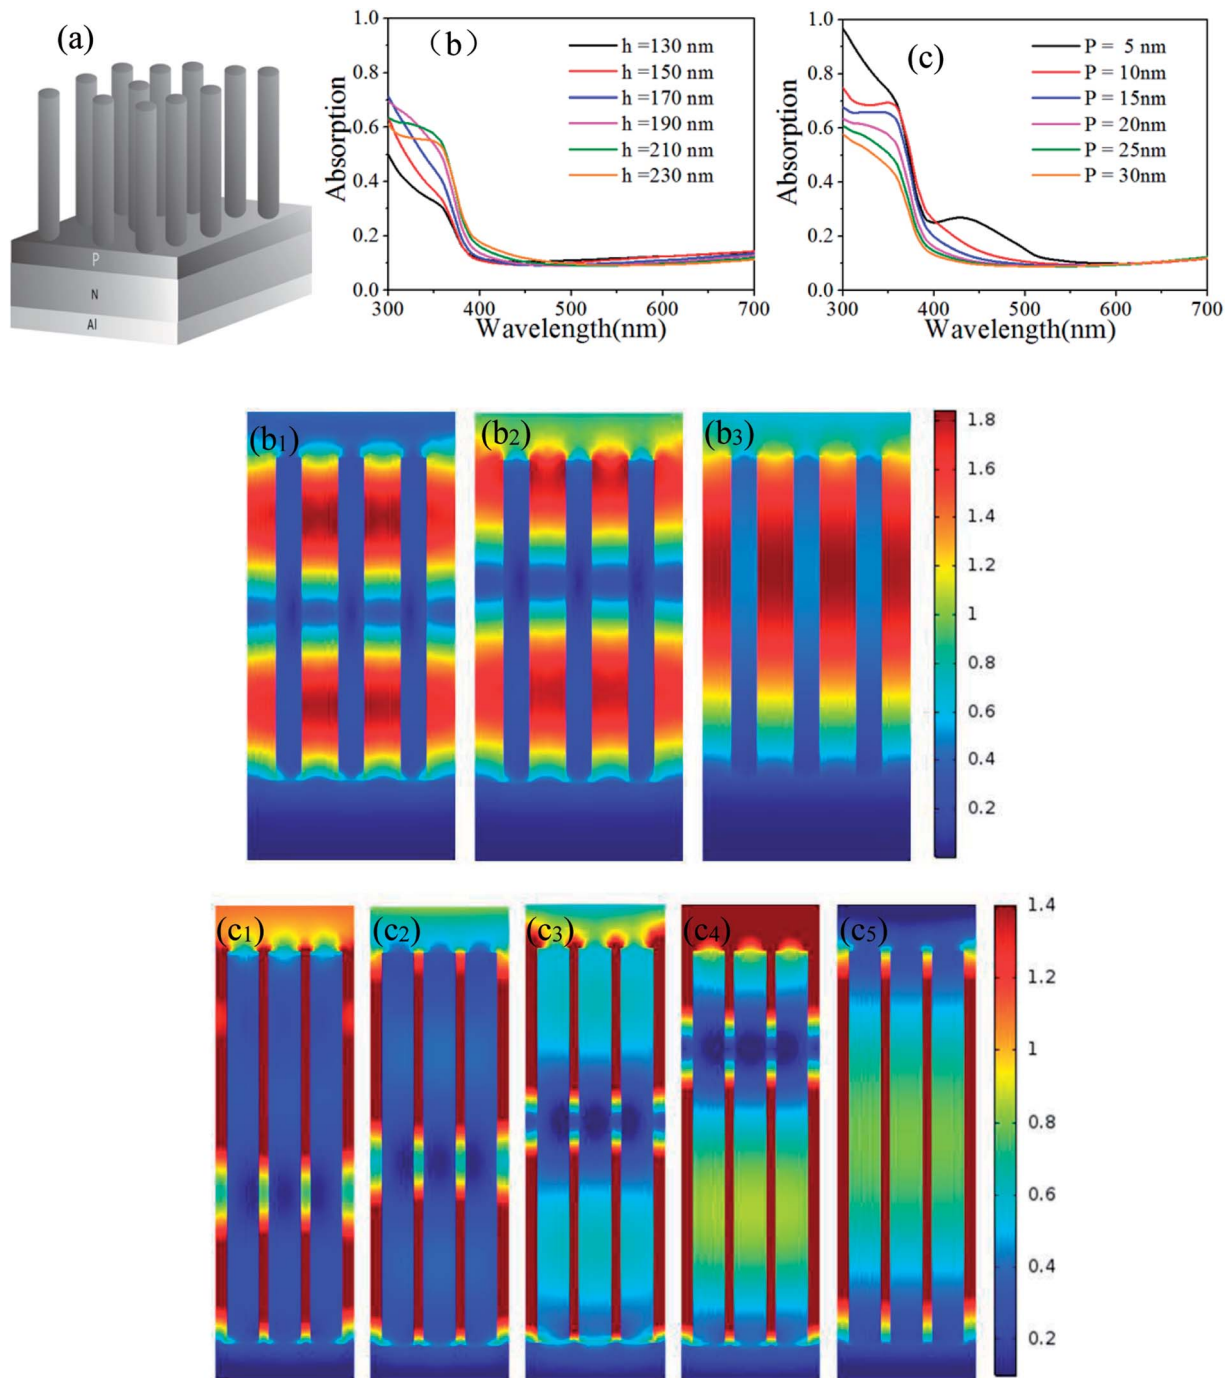 (a)
P
N
Al
(b)
h =130 nm
h =150 nm
h =170 nm
h =190 nm
h =210 nm
h =230 nm
Absorption
1.0
0.8
0.6
0.4
0.2
0.0
300 400 500 600 700
Wavelength(nm)
(c)
P = 5 nm
P = 10nm
P = 15nm
P = 20nm
P = 25nm
P = 30nm
Absorption
1.0
0.8
0.6
0.4
0.2
0.0
300 400 500 600 700
Wavelength(nm)
(b1) (b2) (b3)
1.8
1.6
1.4
1.2
1
0.8
0.6
0.4
0.2
(c1) (c2) (c3) (c4) (c5)
1.4
1.2
1
0.8
0.6
0.4
0.2